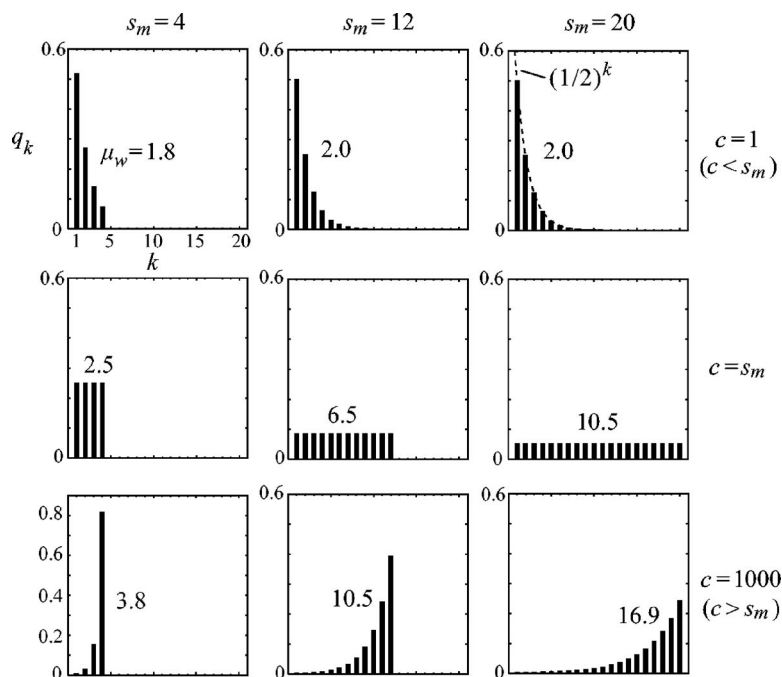 s_m = 4 s_m = 12 s_m = 20
0.6 0.6 0.6
(1/2)^k
q_k μ_w = 1.8 2.0 2.0 c = 1
(c < s_m)
0 0 0
1 5 10 15 20
k
0.6 0.6 0.6
2.5 6.5 10.5 c = s_m
0 0 0
0.8 0.6 0.6
0.6
0.4 10.5 16.9 c = 1000
3.8 (c > s_m)
0.2
0 0 0